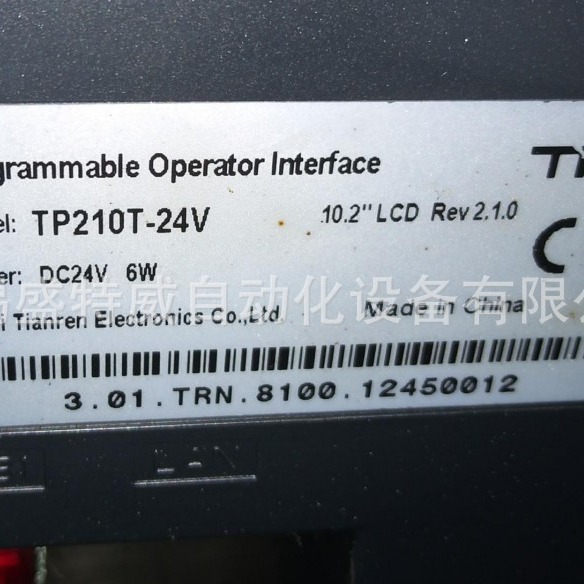 grammable Operator Interface
el: TP210T-24V
10.2" LCD Rev 2.1.0
er: DC24V 6W
盛特威自动化设备有限公
i Tianren Electronics Co.,Ltd.
Made in China
3.01.TRN.8100.12450012
LAN